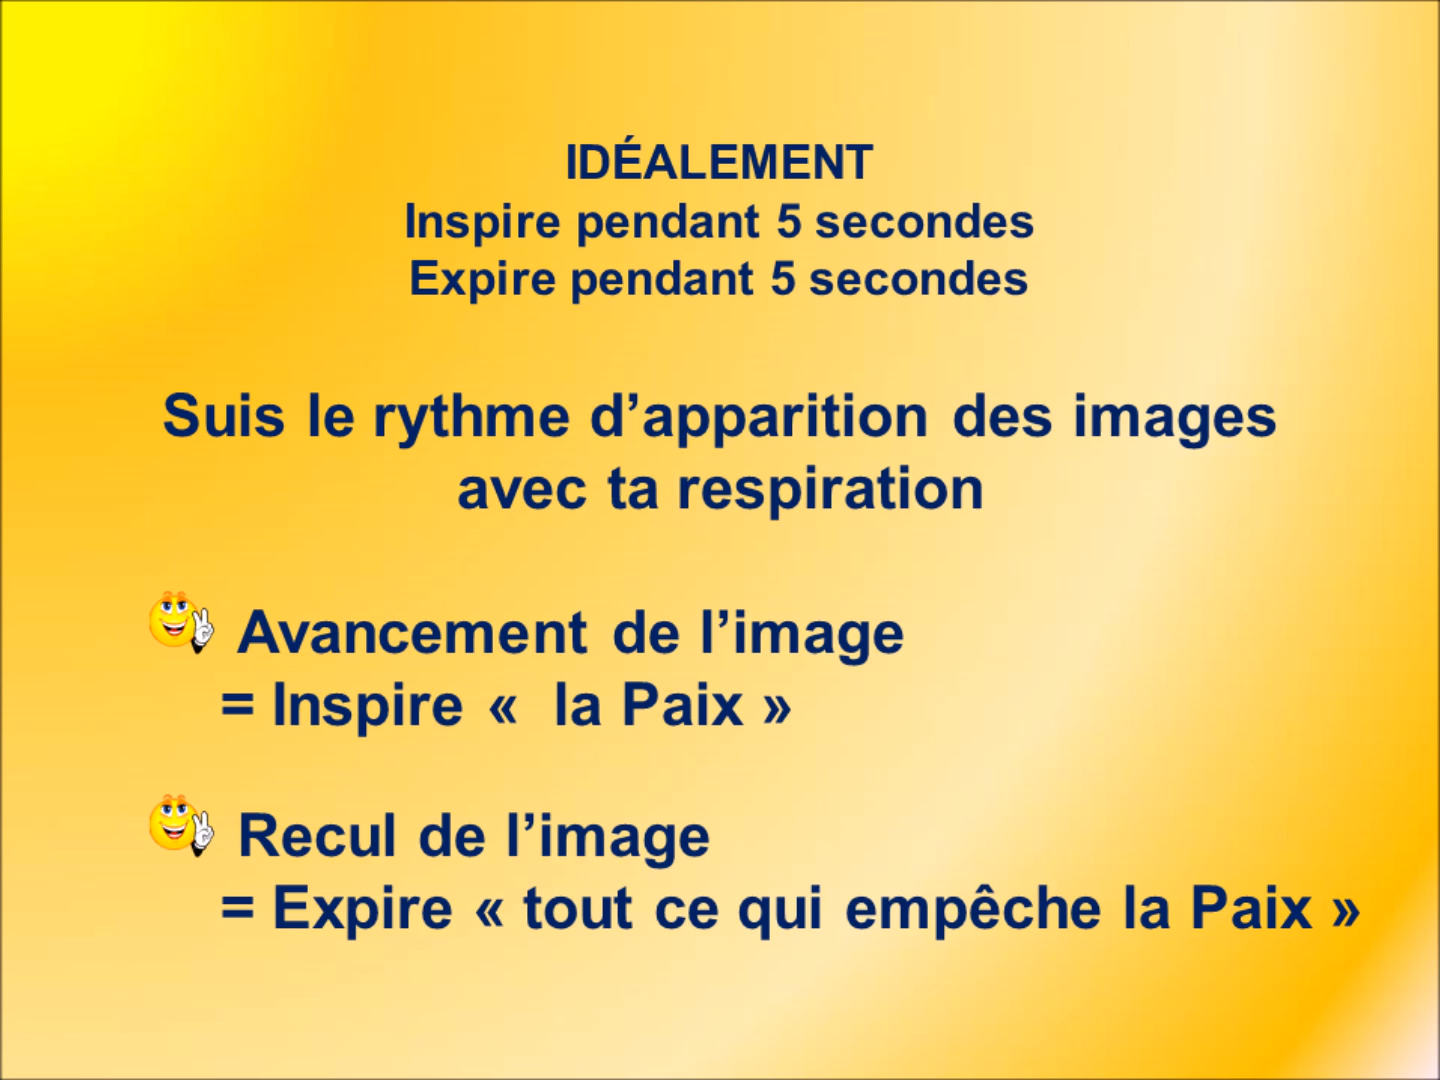 IDÉALEMENT
Inspire pendant 5 secondes
Expire pendant 5 secondes
Suis le rythme d’apparition des images
avec ta respiration
Avancement de l’image
= Inspire « la Paix »
Recul de l’image
= Expire « tout ce qui empêche la Paix »